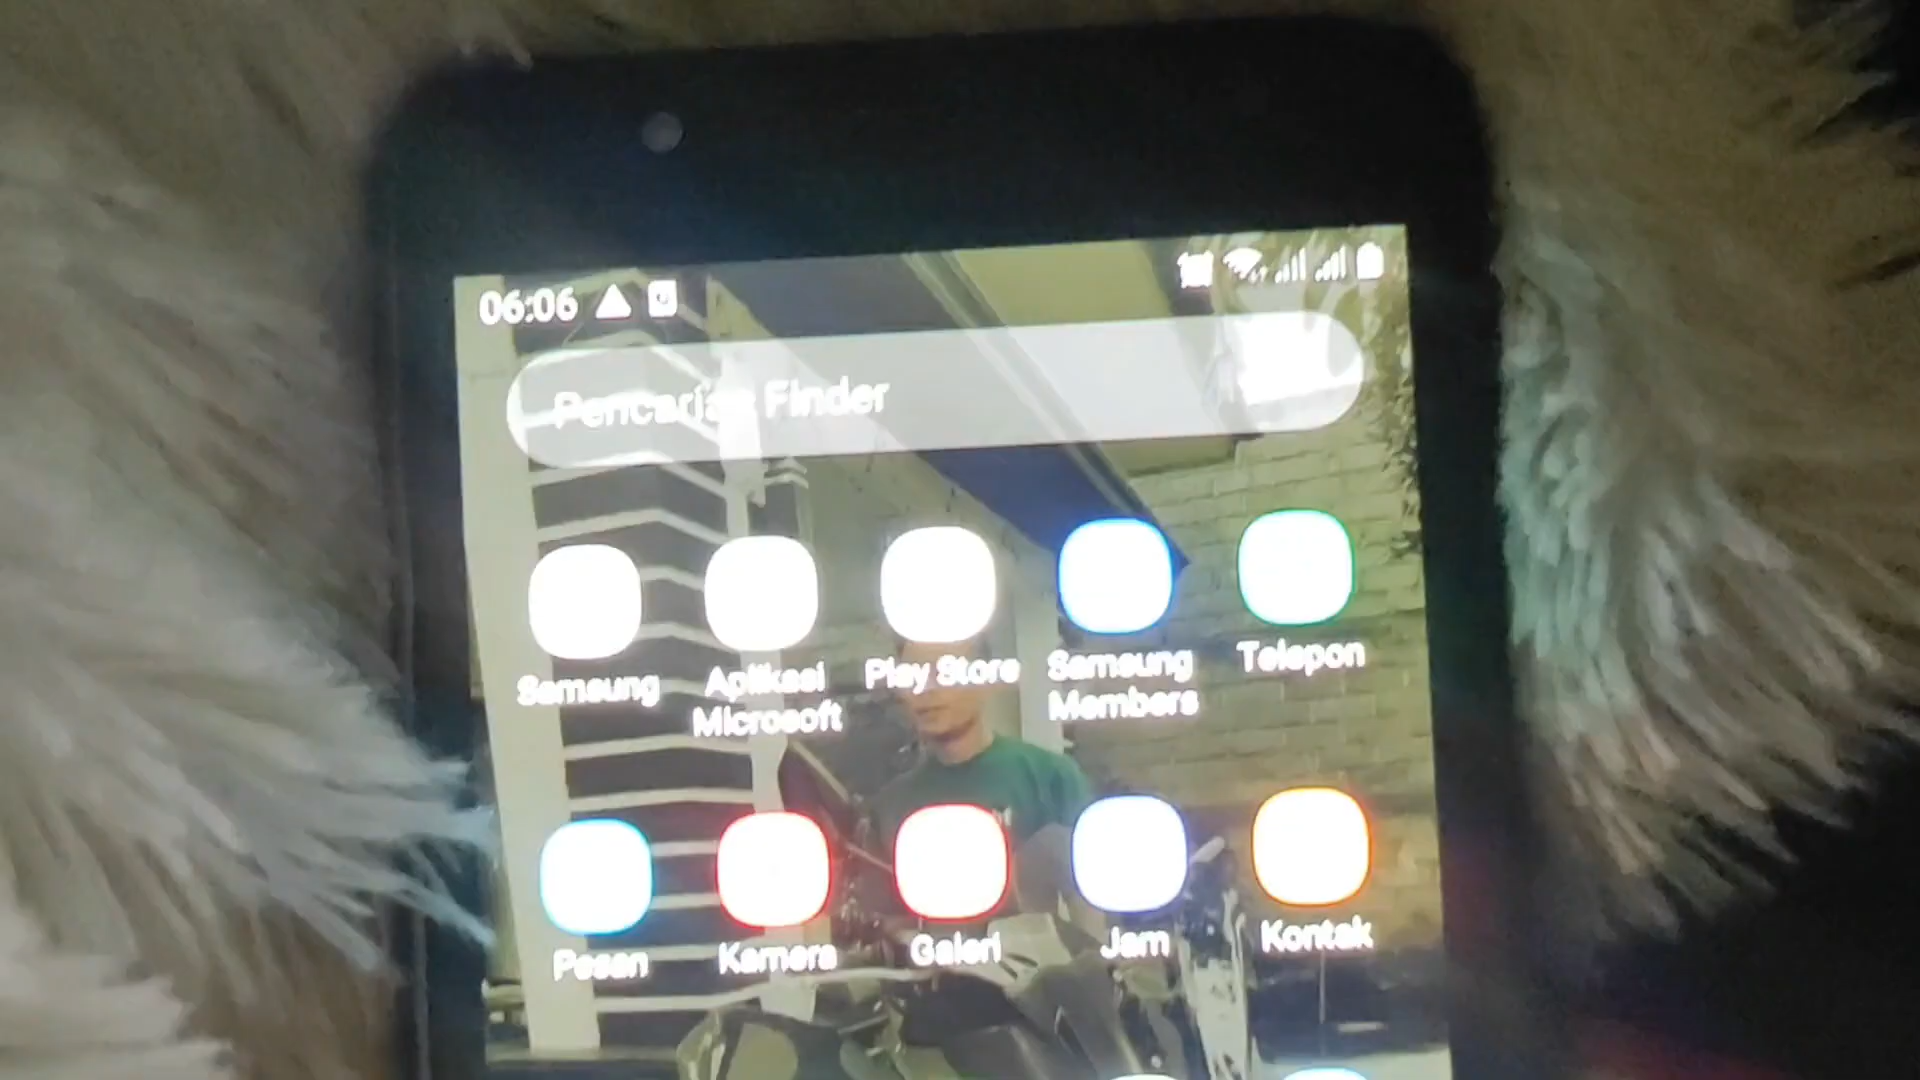 06:06
Pencarian Finder
Samsung
Aplikasi
Microsoft
Play Store
Samsung
Members
Telepon
Pesan
Kamera
Galeri
Jam
Kontak